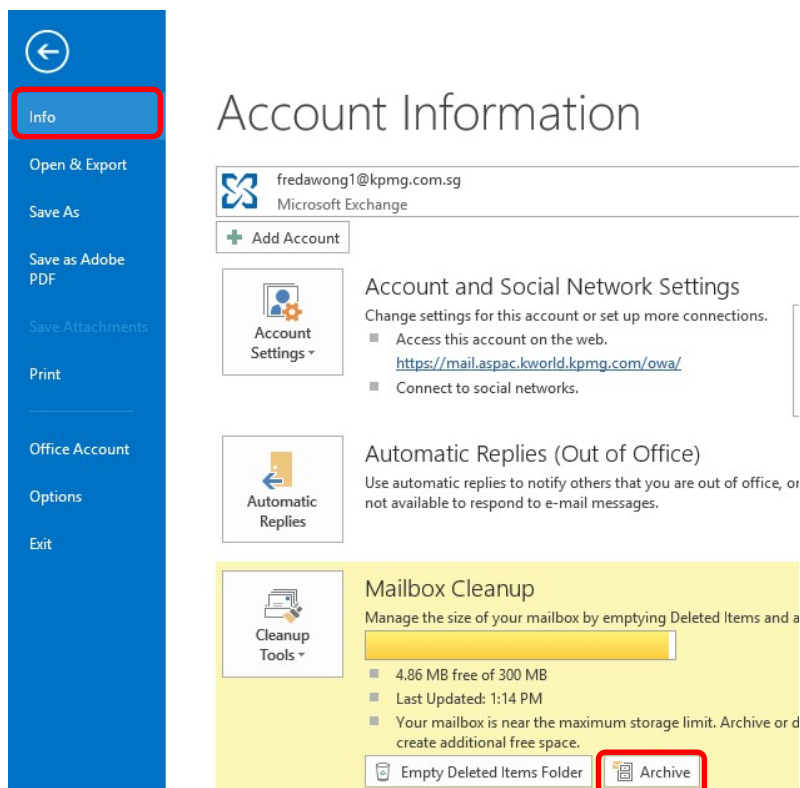 Info
Open & Export
Save As
Save as Adobe
PDF
Save Attachments
Print
Office Account
Options
Exit
Account Information
fredawong1@kpmg.com.sg
Microsoft Exchange
Add Account
Account
Settings
Account and Social Network Settings
Change settings for this account or set up more connections.
Access this account on the web.
https://mail.aspac.kworld.kpmg.com/owa/
Connect to social networks.
Automatic
Replies
Automatic Replies (Out of Office)
Use automatic replies to notify others that you are out of office, or
not available to respond to e-mail messages.
Cleanup
Tools
Mailbox Cleanup
Manage the size of your mailbox by emptying Deleted Items and a
4.86 MB free of 300 MB
Last Updated: 1:14 PM
Your mailbox is near the maximum storage limit. Archive or d
create additional free space.
Empty Deleted Items Folder
Archive